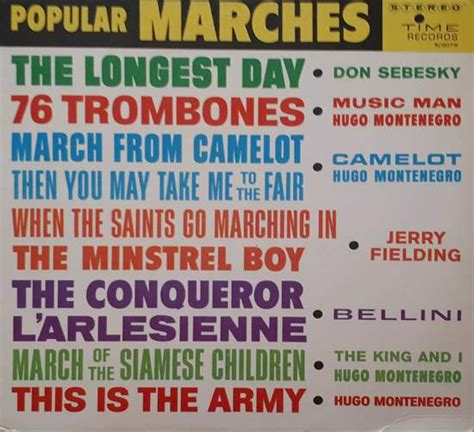 POPULAR MARCHES
STEREO
TIME
RECORDS
THE LONGEST DAY • DON SEBESKY
76 TROMBONES • MUSIC MAN
HUGO MONTENEGRO
MARCH FROM CAMELOT
THEN YOU MAY TAKE ME TO THE FAIR • CAMELOT
HUGO MONTENEGRO
WHEN THE SAINTS GO MARCHING IN
THE MINSTREL BOY • JERRY
FIELDING
THE CONQUEROR
L'ARLESIENNE • BELLINI
MARCH OF THE SIAMESE CHILDREN • THE KING AND I
HUGO MONTENEGRO
THIS IS THE ARMY • HUGO MONTENEGRO